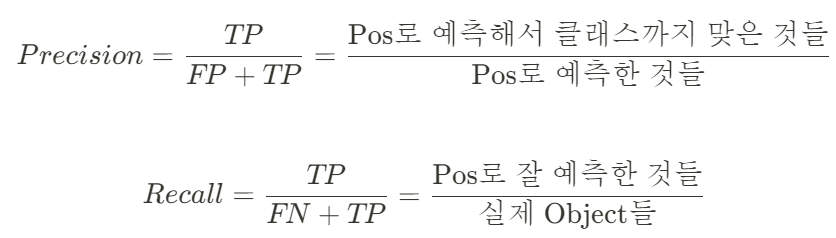 Precision = TP / (FP + TP) = Pos로 예측해서 클래스까지 맞은 것들 / Pos로 예측한 것들
Recall = TP / (FN + TP) = Pos로 잘 예측한 것들 / 실제 Object들